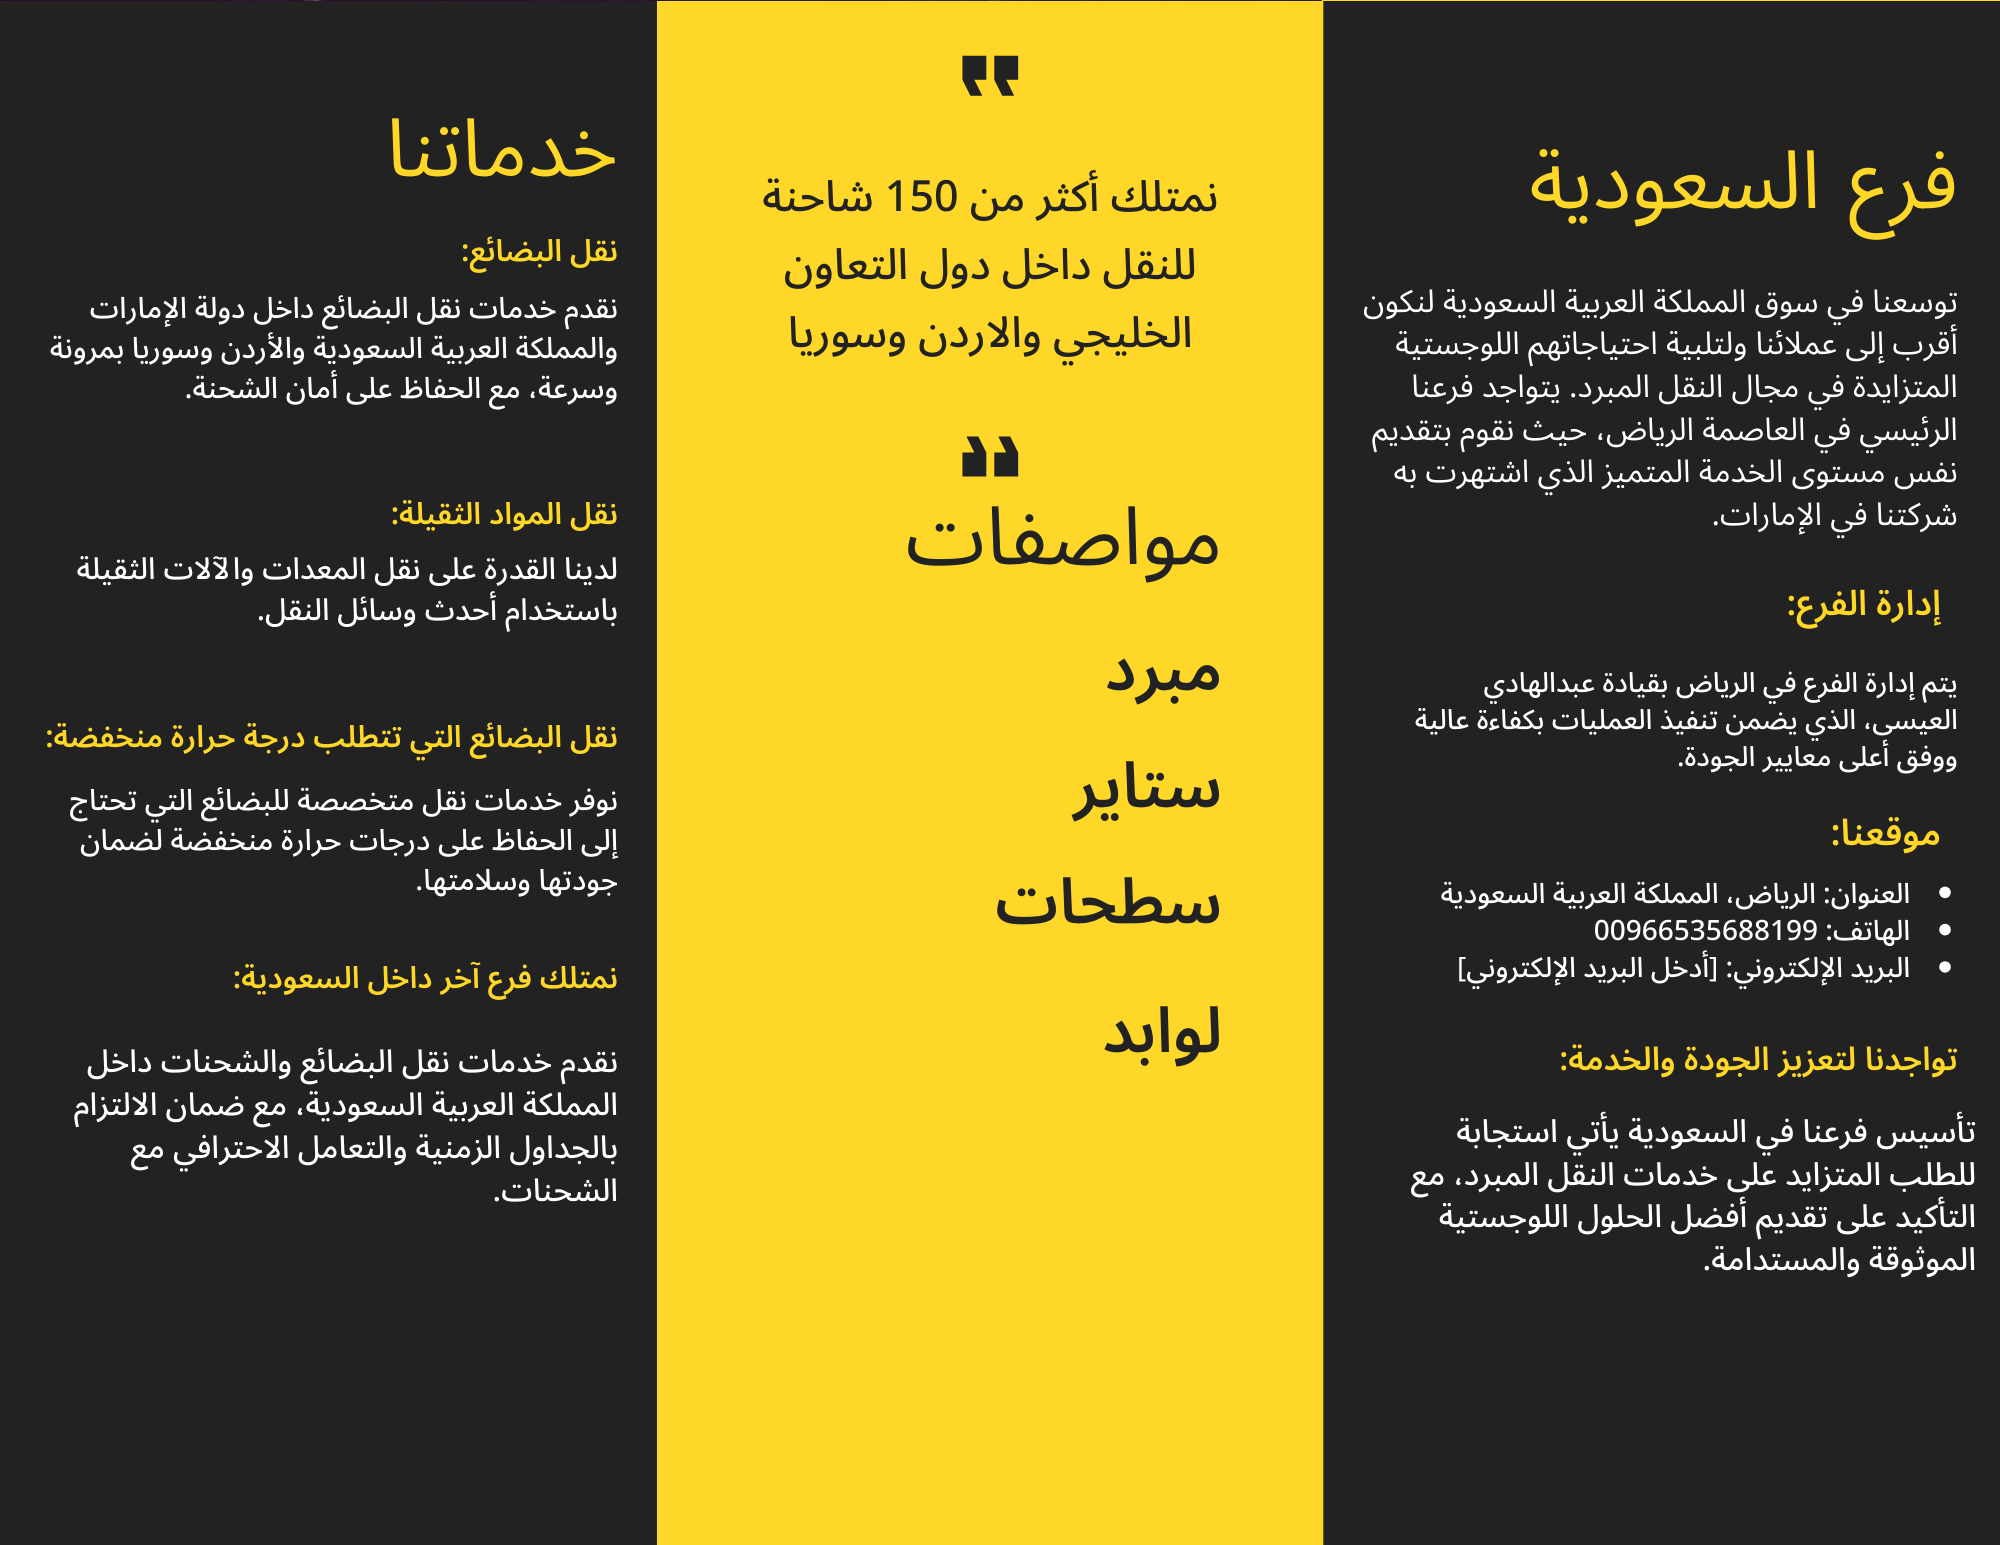 فرع السعودية
توسعنا في سوق المملكة العربية السعودية لنكون
أقرب إلى عملائنا ولتلبية احتياجاتهم اللوجستية
المتزايدة في مجال النقل المبرد. يتواجد فرعنا
الرئيسي في العاصمة الرياض، حيث نقوم بتقديم
نفس مستوى الخدمة المتميز الذي اشتهرت به
شركتنا في الإمارات.
إدارة الفرع:
يتم إدارة الفرع في الرياض بقيادة عبدالهادي
العيسى، الذي يضمن تنفيذ العمليات بكفاءة عالية
ووفق أعلى معايير الجودة.
موقعنا:
• العنوان: الرياض، المملكة العربية السعودية
• الهاتف: 00966535688199
• البريد الإلكتروني: [أدخل البريد الإلكتروني]
تواجدنا لتعزيز الجودة والخدمة:
تأسيس فرعنا في السعودية يأتي استجابة
للطلب المتزايد على خدمات النقل المبرد، مع
التأكيد على تقديم أفضل الحلول اللوجستية
الموثوقة والمستدامة.
"
نمتلك أكثر من 150 شاحنة
للنقل داخل دول التعاون
الخليجي والاردن وسوريا
"
مواصفات
مبرد
ستاير
سطحات
لوابد
خدماتنا
نقل البضائع:
نقدم خدمات نقل البضائع داخل دولة الإمارات
والمملكة العربية السعودية والأردن وسوريا بمرونة
وسرعة، مع الحفاظ على أمان الشحنة.
نقل المواد الثقيلة:
لدينا القدرة على نقل المعدات والآلات الثقيلة
باستخدام أحدث وسائل النقل.
نقل البضائع التي تتطلب درجة حرارة منخفضة:
نوفر خدمات نقل متخصصة للبضائع التي تحتاج
إلى الحفاظ على درجات حرارة منخفضة لضمان
جودتها وسلامتها.
نمتلك فرع آخر داخل السعودية:
نقدم خدمات نقل البضائع والشحنات داخل
المملكة العربية السعودية، مع ضمان الالتزام
بالجداول الزمنية والتعامل الاحترافي مع
الشحنات.